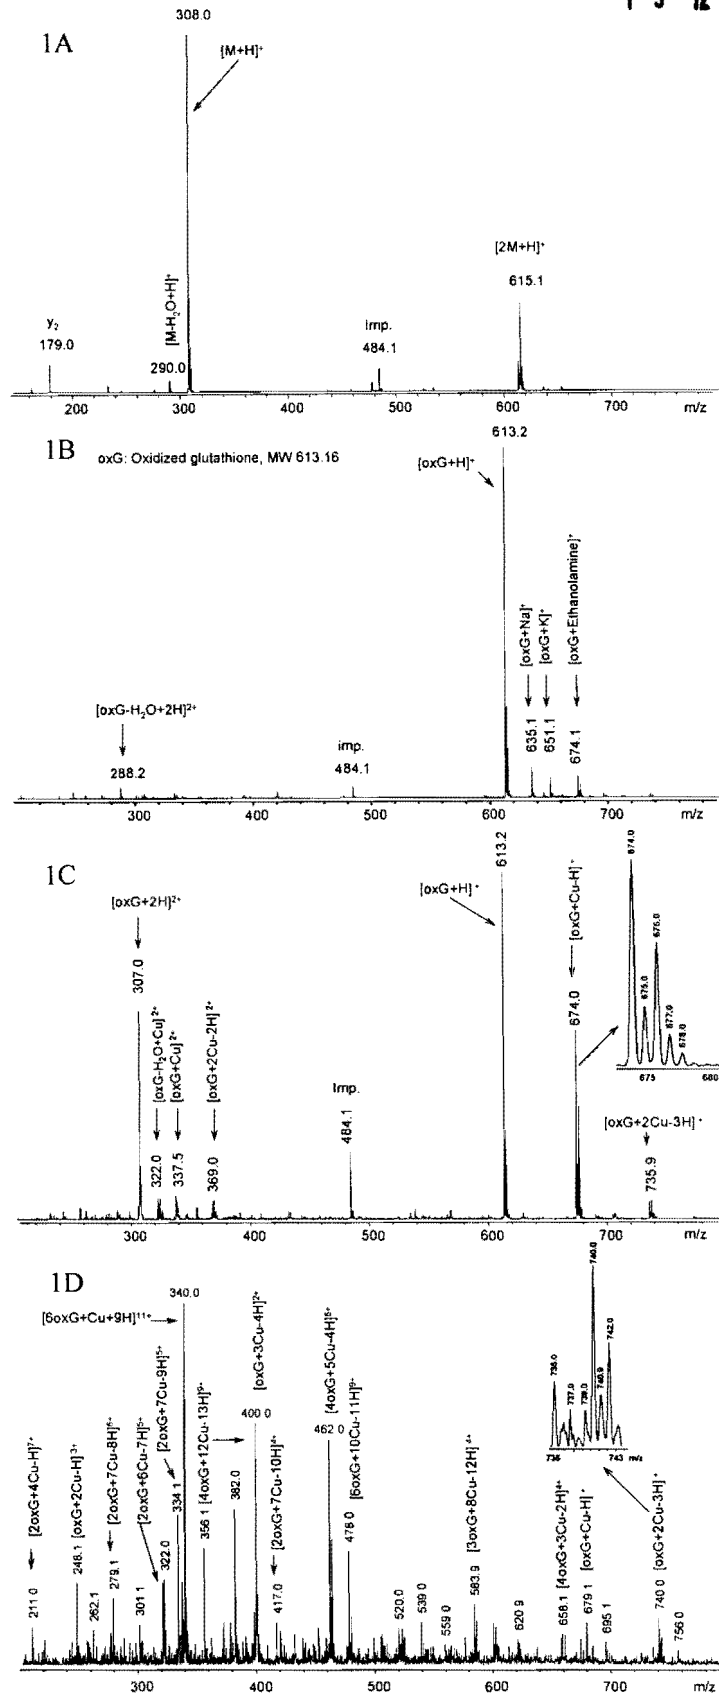 1A
308.0
[M+H]⁺
[2M+H]⁺
615.1
[M-H₂O+H]⁺
y₂
179.0
290.0
Imp.
484.1
200 300 400 500 600 700 m/z
1B
oxG: Oxidized glutathione, MW 613.16
613.2
[oxG+H]⁺
[oxG+Na]⁺
[oxG+K]⁺
[oxG+Ethanolamine]⁺
635.1
651.1
674.1
[oxG-H₂O+2H]²⁺
288.2
imp.
484.1
300 400 500 600 700 m/z
1C
[oxG+2H]²⁺
307.0
[oxG-H₂O+Cu]²⁺
322.0
[oxG+Cu]²⁺
337.5
[oxG+2Cu-2H]²⁺
369.0
Imp.
484.1
[oxG+H]⁺
613.2
[oxG+Cu-H]⁺
674.0
674.0
675.0
676.0
677.0
678.0
675 680
[oxG+2Cu-3H]⁺
735.9
300 400 500 600 700 m/z
1D
[6oxG+Cu+9H]¹¹⁺
340.0
[2oxG+4Cu-H]⁷⁺
211.0
248.1 [oxG+2Cu-H]³⁺
262.1
[2oxG+7Cu-8H]⁶⁺
279.1
[2oxG+6Cu-7H]⁵⁺
301.1
322.0
[2oxG+7Cu-9H]⁵⁺
334.1
356.1 [4oxG+12Cu-13H]⁹⁺
382.0
[oxG+3Cu-4H]²⁺
400.0
[2oxG+7Cu-10H]⁴⁺
417.0
[4oxG+5Cu-4H]⁶⁺
462.0
478.0 [6oxG+10Cu-11H]⁹⁺
520.0
539.0
559.0
583.9 [3oxG+8Cu-12H]⁴⁺
620.9
658.1 [4oxG+3Cu-2H]⁴⁺
679.1 [oxG+Cu-H]⁺
695.1
740.0 [oxG+2Cu-3H]⁺
756.0
736.0
737.9
739.0
740.0
740.9
742.0
736 743 m/z
300 400 500 600 700 m/z